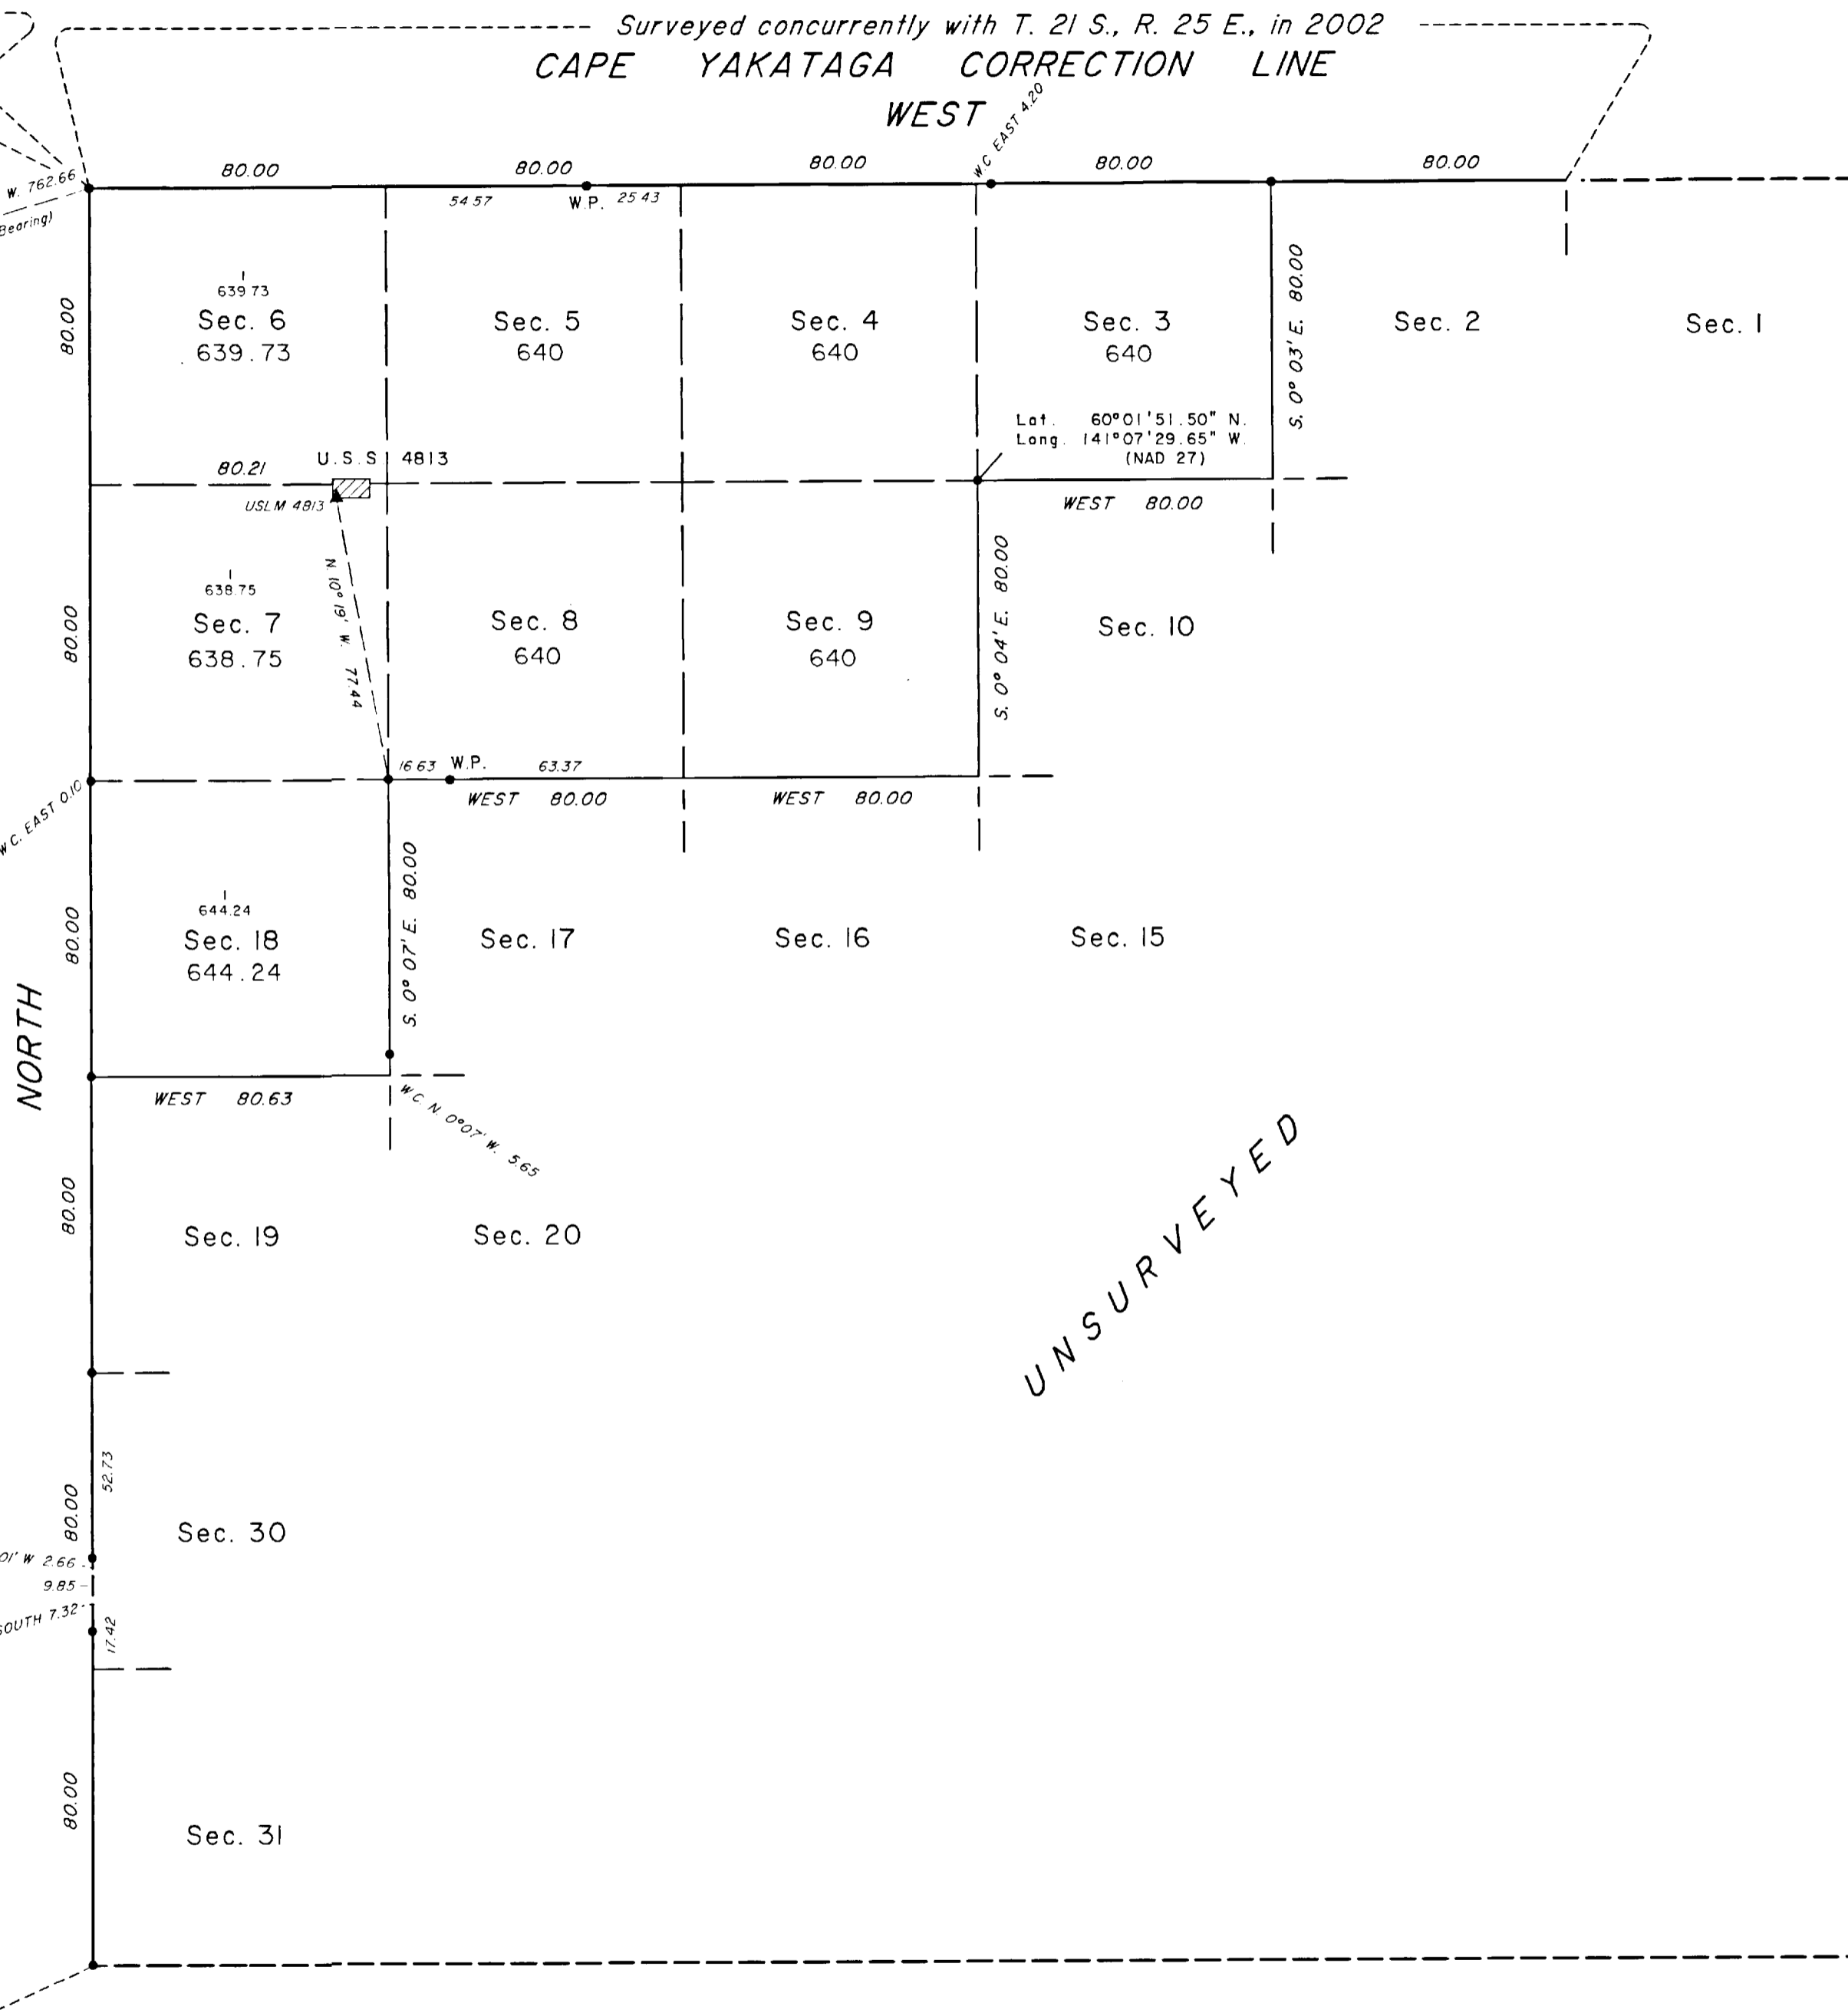 Surveyed concurrently with T. 21 S., R. 25 E., in 2002
CAPE YAKATAGA CORRECTION LINE
WEST
W.C. EAST 4.20
W. 762.66
Bearing)
80.00 80.00 80.00 80.00 80.00
54 57 W.P. 25 43
80.00
1
639 73
Sec. 6
639.73
Sec. 5
640
Sec. 4
640
Sec. 3
640
S. 0° 03' E. 80.00
Sec. 2
Sec. 1
Lat. 60°01'51.50" N.
Long. 141°07'29.65" W.
(NAD 27)
80.21
U.S.S 4813
USLM 4813
WEST 80.00
80.00
1
638.75
Sec. 7
638.75
N. 10° 19' W. 77.44
Sec. 8
640
Sec. 9
640
S. 0° 04' E. 80.00
Sec. 10
W.C. EAST 0.10
16 63 W.P. 63.37
WEST 80.00
WEST 80.00
80.00
1
644.24
Sec. 18
644.24
S. 0° 07' E. 80.00
Sec. 17
Sec. 16
Sec. 15
NORTH
WEST 80.63
W.C. N. 0°07' W. 5.65
80.00
Sec. 19
Sec. 20
UNSURVEYED
52.73
80.00
Sec. 30
01' W 2.66
9.85
SOUTH 7.32
17.42
80.00
Sec. 31